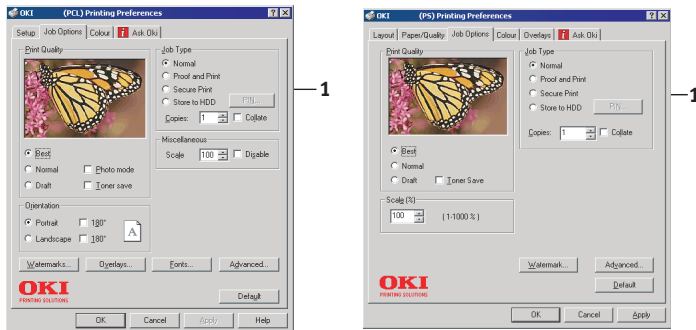 OKI (PCL) Printing Preferences
Setup Job Options Colour Ask Oki
Print Quality
Best
Normal Photo mode
Draft Toner save
Orientation
Portrait 180°
Landscape 180°
A
Job Type
Normal
Proof and Print
Secure Print
Store to HDD PIN...
Copies: 1 Collate
Miscellaneous
Scale 100 Disable
Watermarks... Overlays... Fonts... Advanced...
OKI
PRINTING SOLUTIONS
Default
OK Cancel Apply Help
1
OKI (PS) Printing Preferences
Layout Paper/Quality Job Options Colour Overlays Ask Oki
Print Quality
Best
Normal
Draft Toner Save
Scale (%)
100 (1-1000 %)
Job Type
Normal
Proof and Print
Secure Print
Store to HDD PIN...
Copies: 1 Collate
Watermark... Advanced...
OKI
PRINTING SOLUTIONS
Default
OK Cancel Apply
1